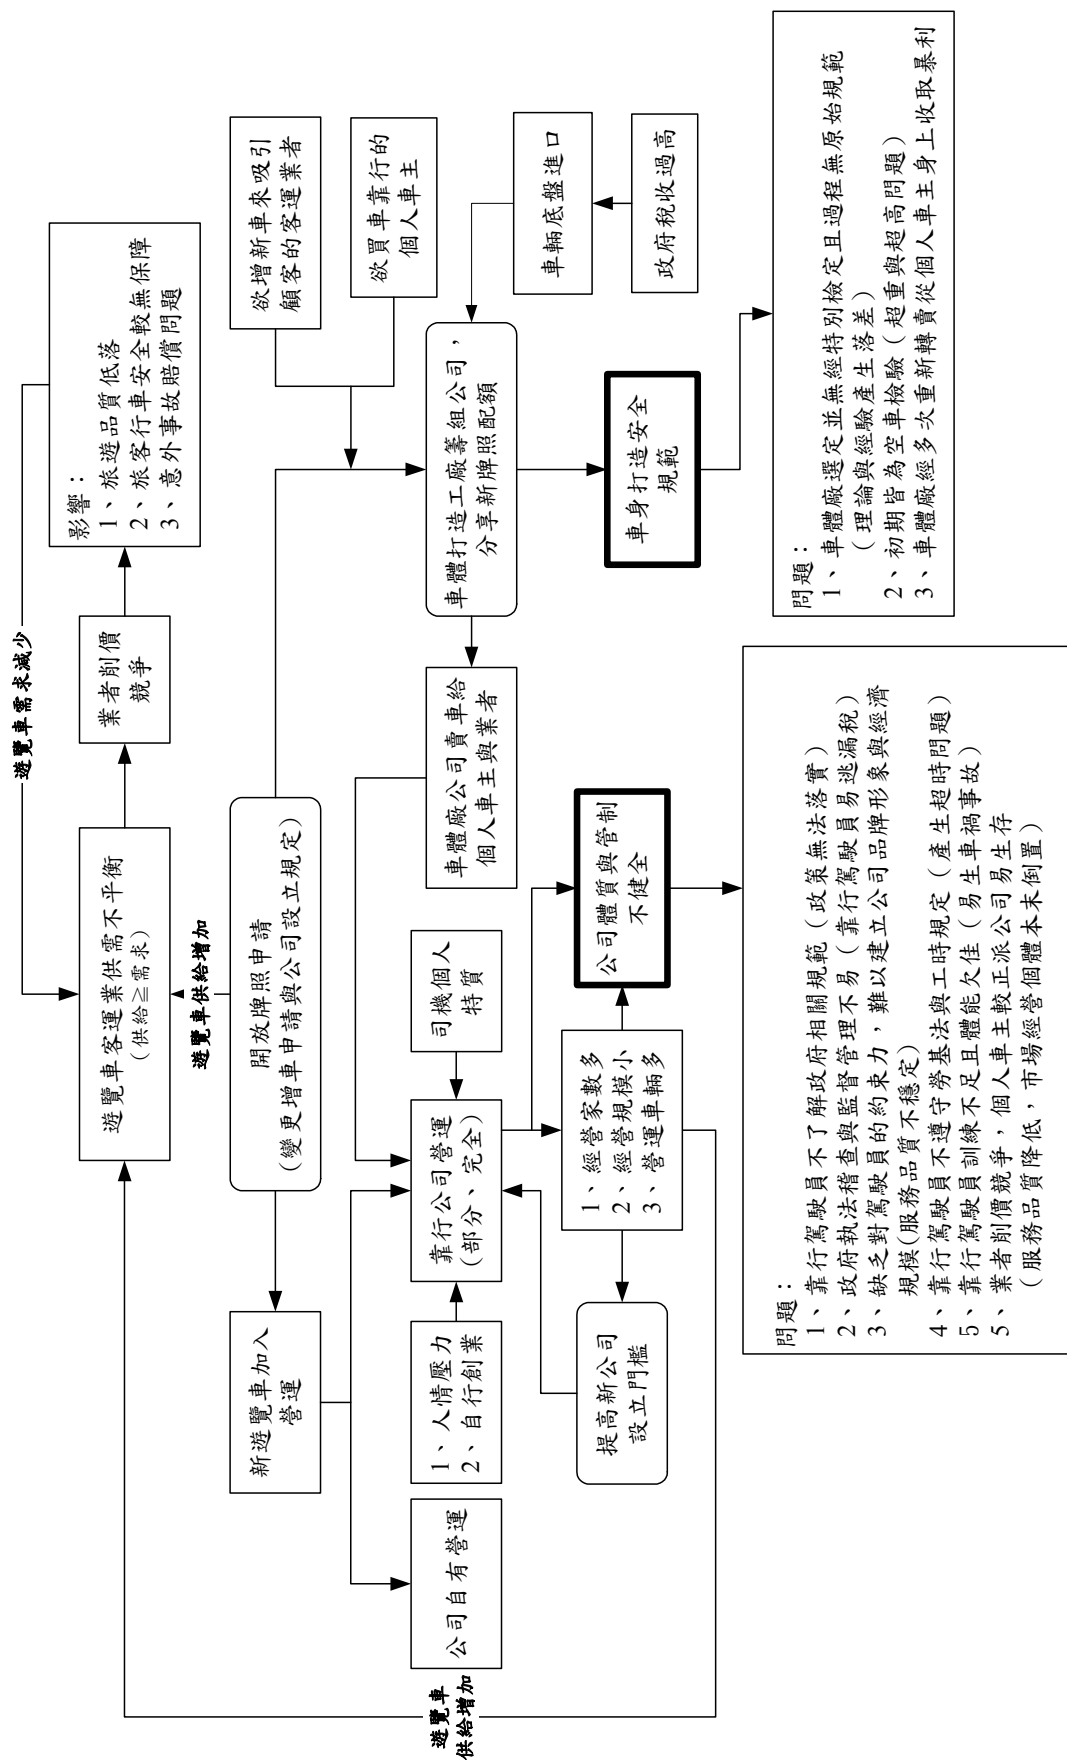 遊覽車需求減少
遊覽車客運業供需不平衡
(供給≧需求)
業者削價
競爭
影響：
1、旅遊品質低落
2、旅客行車安全較無保障
3、意外事故賠償問題
遊覽車供給增加
開放牌照申請
(變更增車申請與公司設立規定)
欲增新車來吸引
顧客的客運業者
欲買車靠行的
個人車主
新遊覽車加入
營運
公司自有營運
1、人情壓力
2、自行創業
靠行公司營運
(部分、完全)
司機個人
特質
車體廠公司賣車給
個人車主與業者
車體打造工廠籌組公司，
分享新牌照配額
車輛底盤進口
政府稅收過高
遊覽車
供給增加
提高新公司
設立門檻
1、經營家數多
2、經營規模小
3、營運車輛多
公司體質與管制
不健全
車身打造安全
規範
問題：
1、靠行駕駛員不了解政府相關規範（政策無法落實）
2、政府執法稽查與監督管理不易（靠行駕駛員易逃漏稅）
3、缺乏對駕駛員的約束力，難以建立公司品牌形象與經濟
規模(服務品質不穩定)
4、靠行駕駛員不遵守勞基法與工時規定（產生超時問題）
5、靠行駕駛員訓練不足且體能欠佳（易生車禍事故）
5、業者削價競爭，個人車主較正派公司易生存
（服務品質降低，市場經營個體本末倒置）
問題：
1、車體廠選定並無經特別檢定且過程無原始規範
（理論與經驗產生落差）
2、初期皆為空車檢驗（超重與超高問題）
3、車體廠經多次重新轉賣從個人車主身上收取暴利